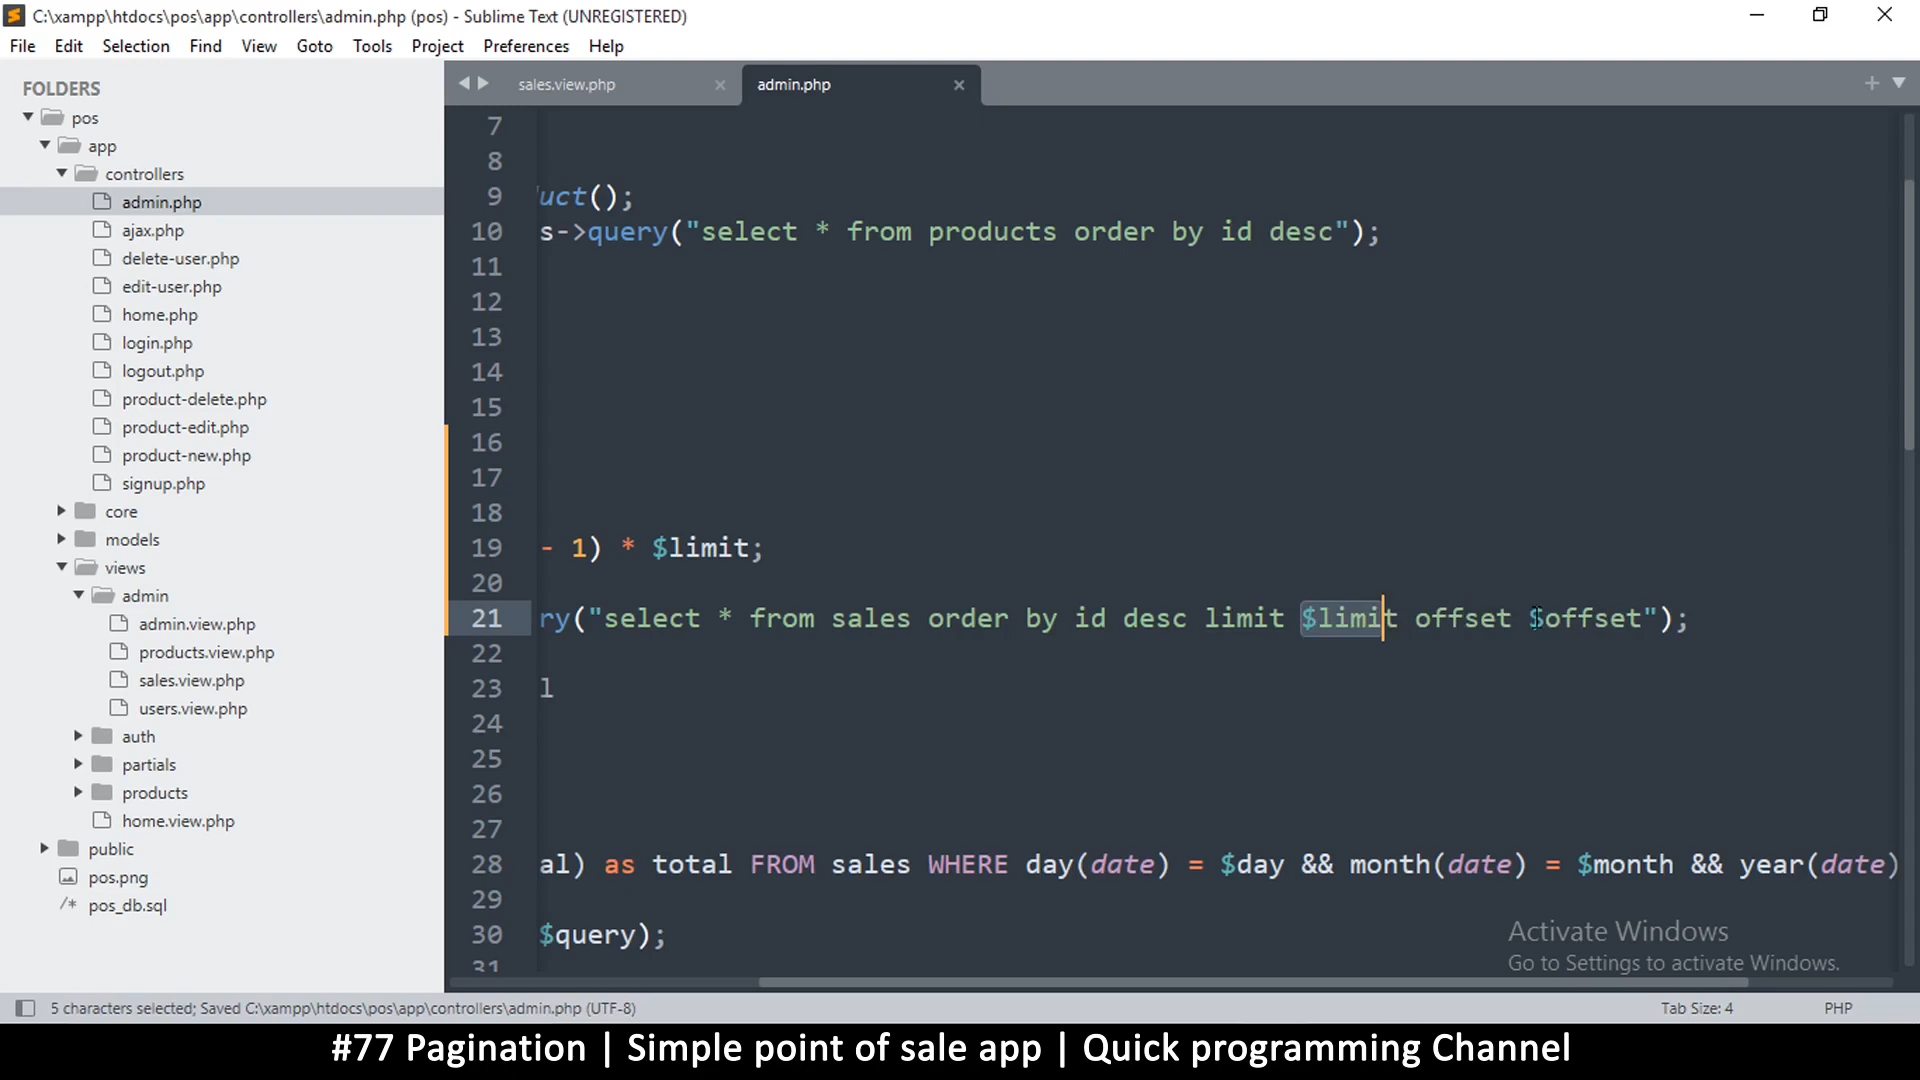 C:\xampp\htdocs\pos\app\controllers\admin.php (pos) - Sublime Text (UNREGISTERED)
File Edit Selection Find View Goto Tools Project Preferences Help
FOLDERS
pos
app
controllers
admin.php
ajax.php
delete-user.php
edit-user.php
home.php
login.php
logout.php
product-delete.php
product-edit.php
product-new.php
signup.php
core
models
views
admin
admin.view.php
products.view.php
sales.view.php
users.view.php
auth
partials
products
home.view.php
public
pos.png
/* pos_db.sql
sales.view.php × admin.php ×
7
8
9 uct();
10 s->query("select * from products order by id desc");
11
12
13
14
15
16
17
18
19 - 1) * $limit;
20
21 ry("select * from sales order by id desc limit $limit offset $offset");
22
23 l
24
25
26
27
28 al) as total FROM sales WHERE day(date) = $day && month(date) = $month && year(date)
29
30 $query);
31
Activate Windows
Go to Settings to activate Windows.
5 characters selected; Saved C:\xampp\htdocs\pos\app\controllers\admin.php (UTF-8) Tab Size: 4 PHP
#77 Pagination | Simple point of sale app | Quick programming Channel